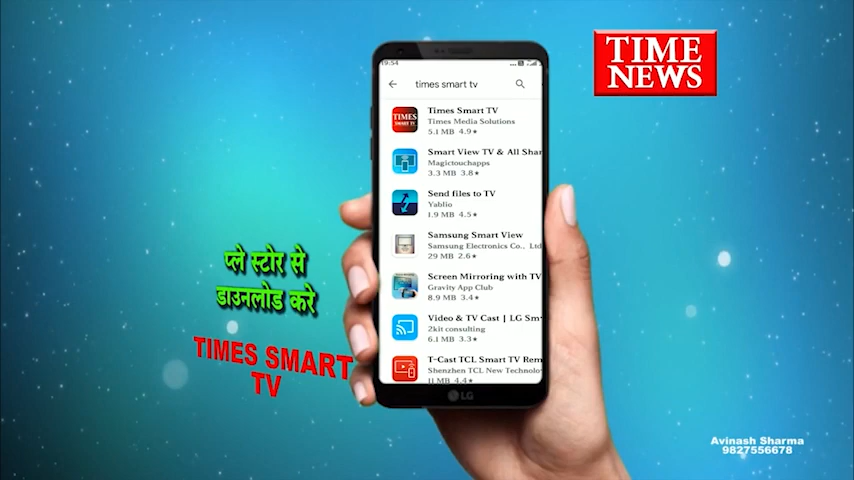 TIME
NEWS
19:54
times smart tv
TIMES
SMART TV
Times Smart TV
Times Media Solutions
5.1 MB 4.9★
Smart View TV & All Shar
Magictouchapps
3.3 MB 3.8★
Send files to TV
Yablio
1.9 MB 4.5★
Samsung Smart View
Samsung Electronics Co., Ltd
29 MB 2.6★
Screen Mirroring with TV
Gravity App Club
8.9 MB 3.4★
Video & TV Cast | LG Sm
2kit consulting
6.1 MB 3.3★
T-Cast TCL Smart TV Rem
Shenzhen TCL New Technolo
11 MB 4.4★
LG
प्ले स्टोर से
डाउनलोड करे
TIMES SMART
TV
Avinash Sharma
9827556678